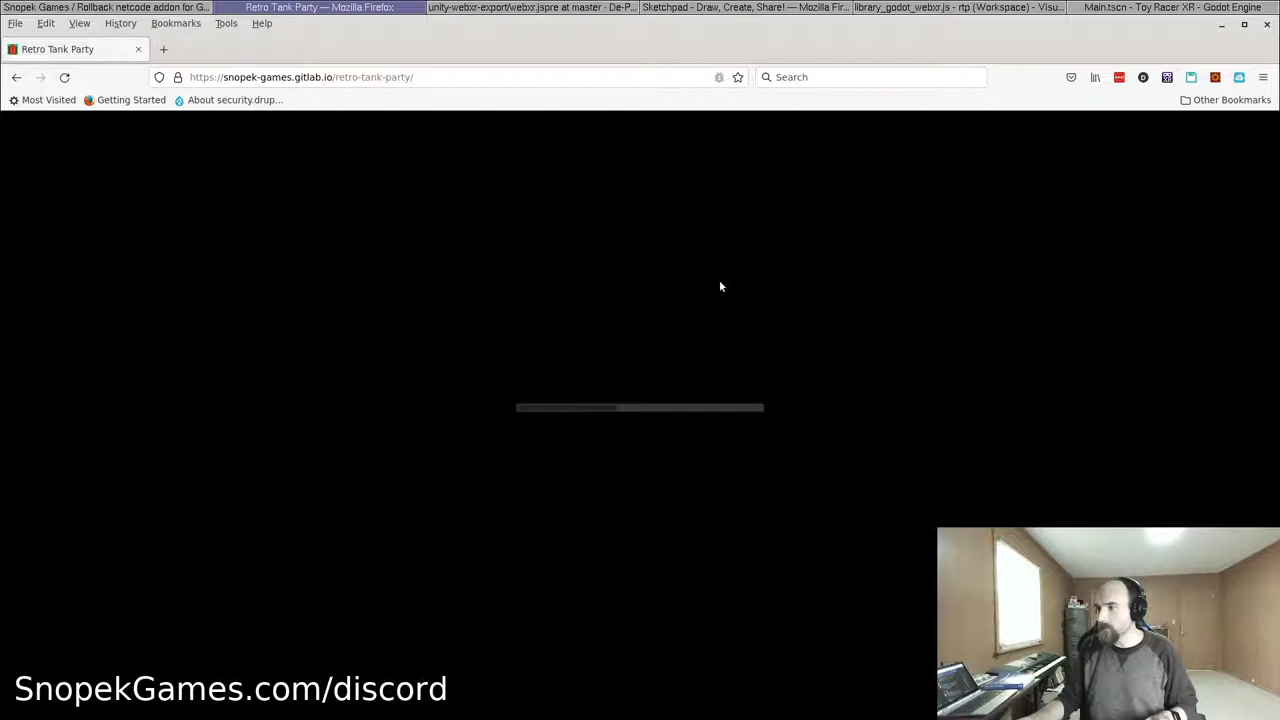 Snopek Games / Rollback netcode addon for G...
Retro Tank Party — Mozilla Firefox
unity-webxr-export/webxr.jspre at master - De-P...
Sketchpad - Draw, Create, Share! — Mozilla Fir...
library_godot_webxr.js - rtp (Workspace) - Visu...
Main.tscn - Toy Racer XR - Godot Engine
File Edit View History Bookmarks Tools Help
Retro Tank Party
https://snopek-games.gitlab.io/retro-tank-party/
Search
Most Visited
Getting Started
About security.drup...
Other Bookmarks
SnopekGames.com/discord